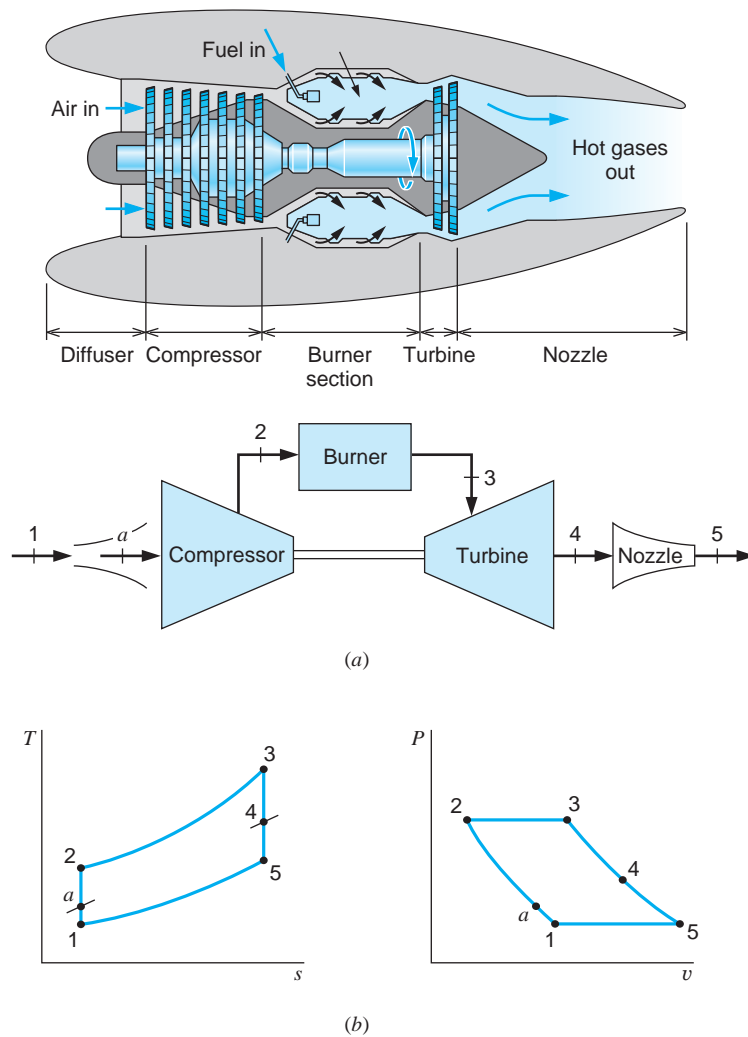 Fuel in
Air in
Hot gases
out
Diffuser Compressor Burner section Turbine Nozzle
2
Burner
3
1
a
Compressor
Turbine
4
Nozzle
5
(a)
T
3
4
2
5
a
1
s
P
2
3
4
a
1
5
v
(b)